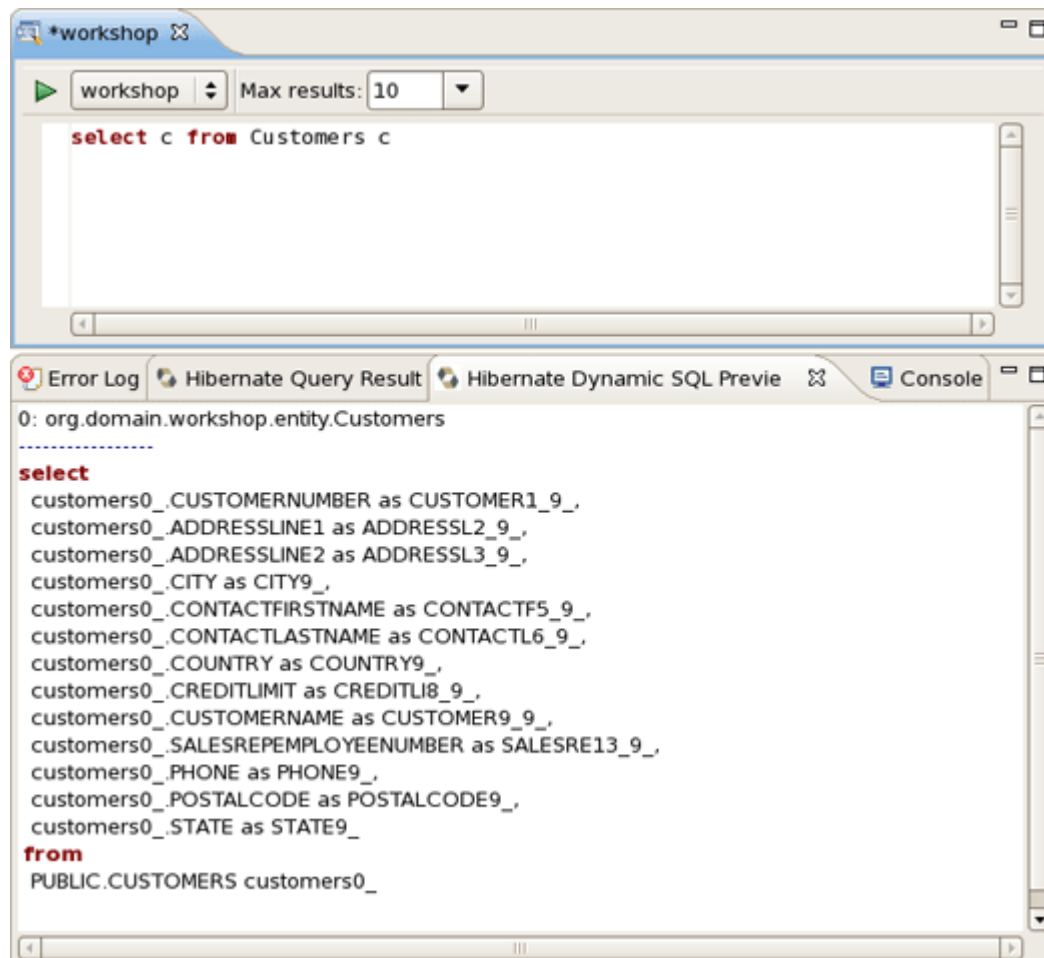 *workshop
workshop Max results: 10
select c from Customers c
Error Log Hibernate Query Result Hibernate Dynamic SQL Previe Console
0: org.domain.workshop.entity.Customers
-----------------
select
customers0_.CUSTOMERNUMBER as CUSTOMER1_9_,
customers0_.ADDRESSLINE1 as ADDRESSL2_9_,
customers0_.ADDRESSLINE2 as ADDRESSL3_9_,
customers0_.CITY as CITY9_,
customers0_.CONTACTFIRSTNAME as CONTACTF5_9_,
customers0_.CONTACTLASTNAME as CONTACTL6_9_,
customers0_.COUNTRY as COUNTRY9_,
customers0_.CREDITLIMIT as CREDITLI8_9_,
customers0_.CUSTOMERNAME as CUSTOMER9_9_,
customers0_.SALESREPEMPLOYEENUMBER as SALESRE13_9_,
customers0_.PHONE as PHONE9_,
customers0_.POSTALCODE as POSTALCODE9_,
customers0_.STATE as STATE9_
from
PUBLIC.CUSTOMERS customers0_